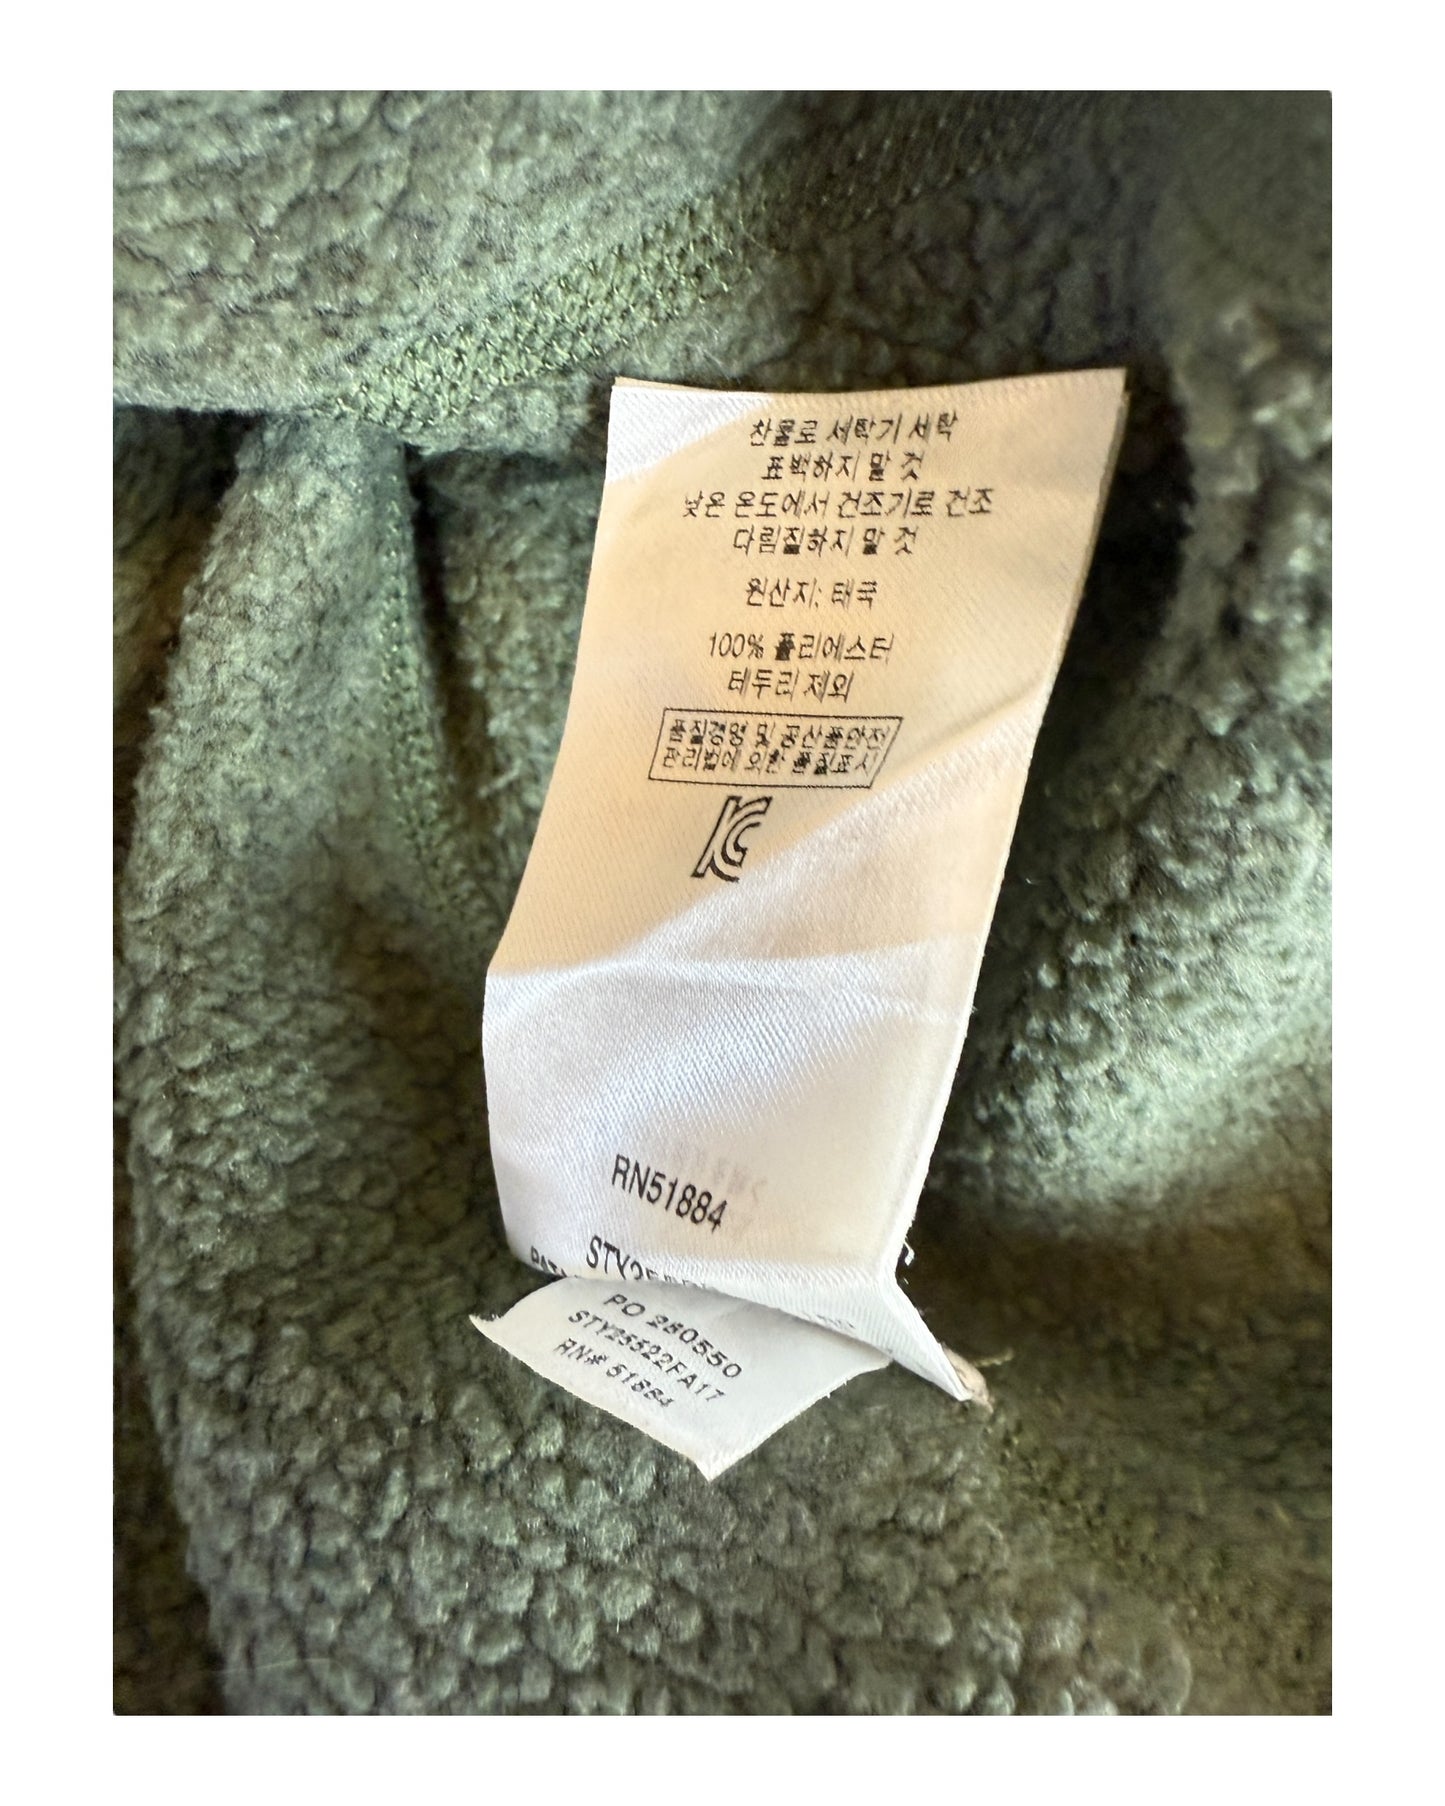 찬물로 세탁기 세탁
표백하지 말 것
낮은 온도에서 건조기로 건조
다림질하지 말 것
원산지: 태국
100% 폴리에스터
테두리 제외
품질경영 및 공산품안전
관리법에 의한 품질표시
KC
RN51884
PO 280550
STY25522FA17
RN# 51884